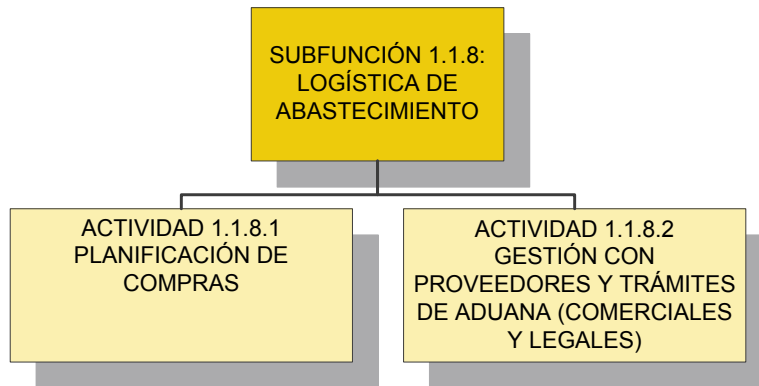 SUBFUNCIÓN 1.1.8:
LOGÍSTICA DE
ABASTECIMIENTO
ACTIVIDAD 1.1.8.1
PLANIFICACIÓN DE
COMPRAS
ACTIVIDAD 1.1.8.2
GESTIÓN CON
PROVEEDORES Y TRÁMITES
DE ADUANA (COMERCIALES
Y LEGALES)